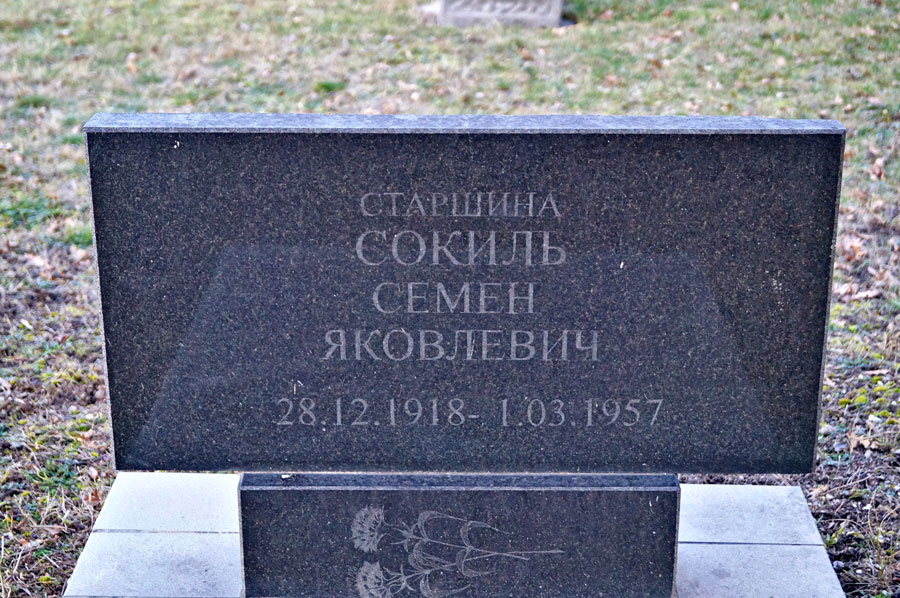 СТАРШИНА
СОКИЛЬ
СЕМЕН
ЯКОВЛЕВИЧ
28.12.1918- 1.03.1957